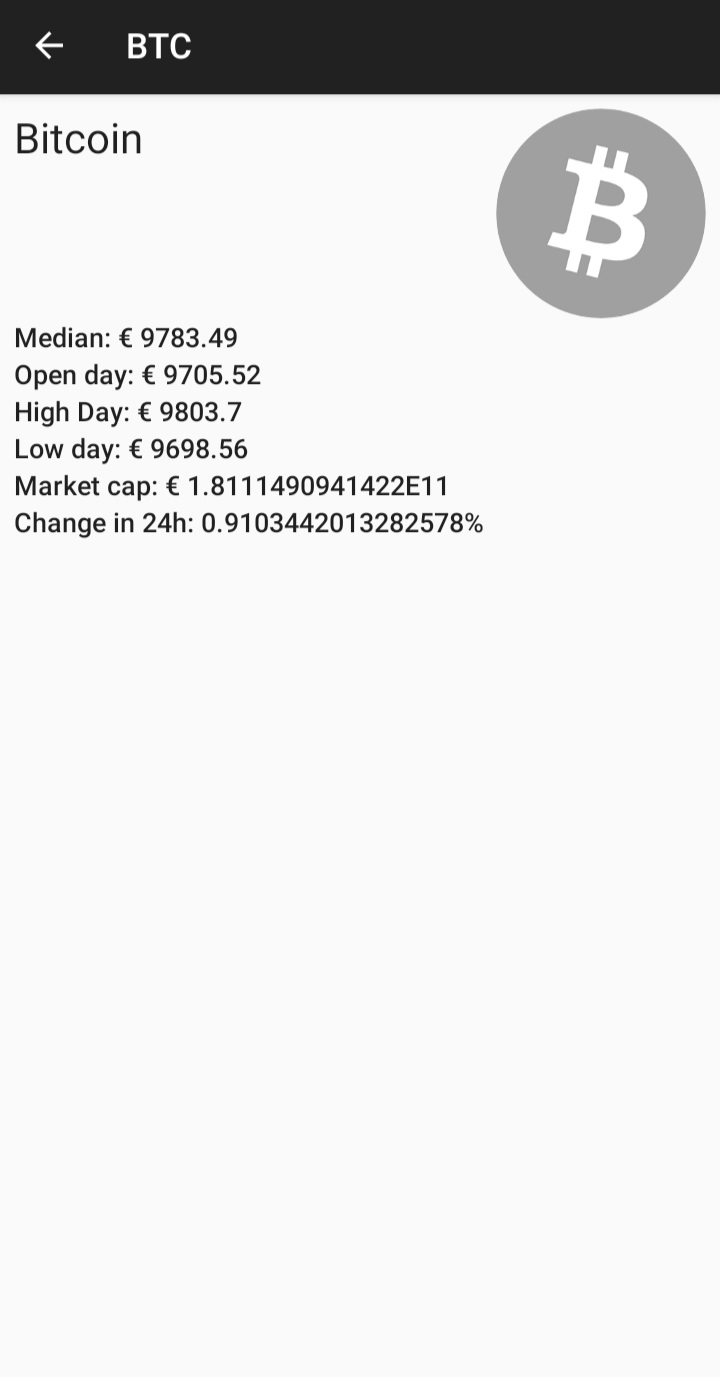 BTC
Bitcoin
Median: € 9783.49
Open day: € 9705.52
High Day: € 9803.7
Low day: € 9698.56
Market cap: € 1.8111490941422E11
Change in 24h: 0.9103442013282578%